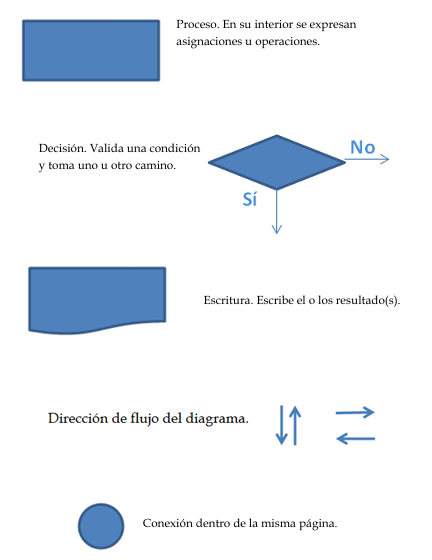 Proceso. En su interior se expresan
asignaciones u operaciones.
Decisión. Valida una condición
y toma uno u otro camino.
No
Sí
Escritura. Escribe el o los resultado(s).
Dirección de flujo del diagrama.
Conexión dentro de la misma página.